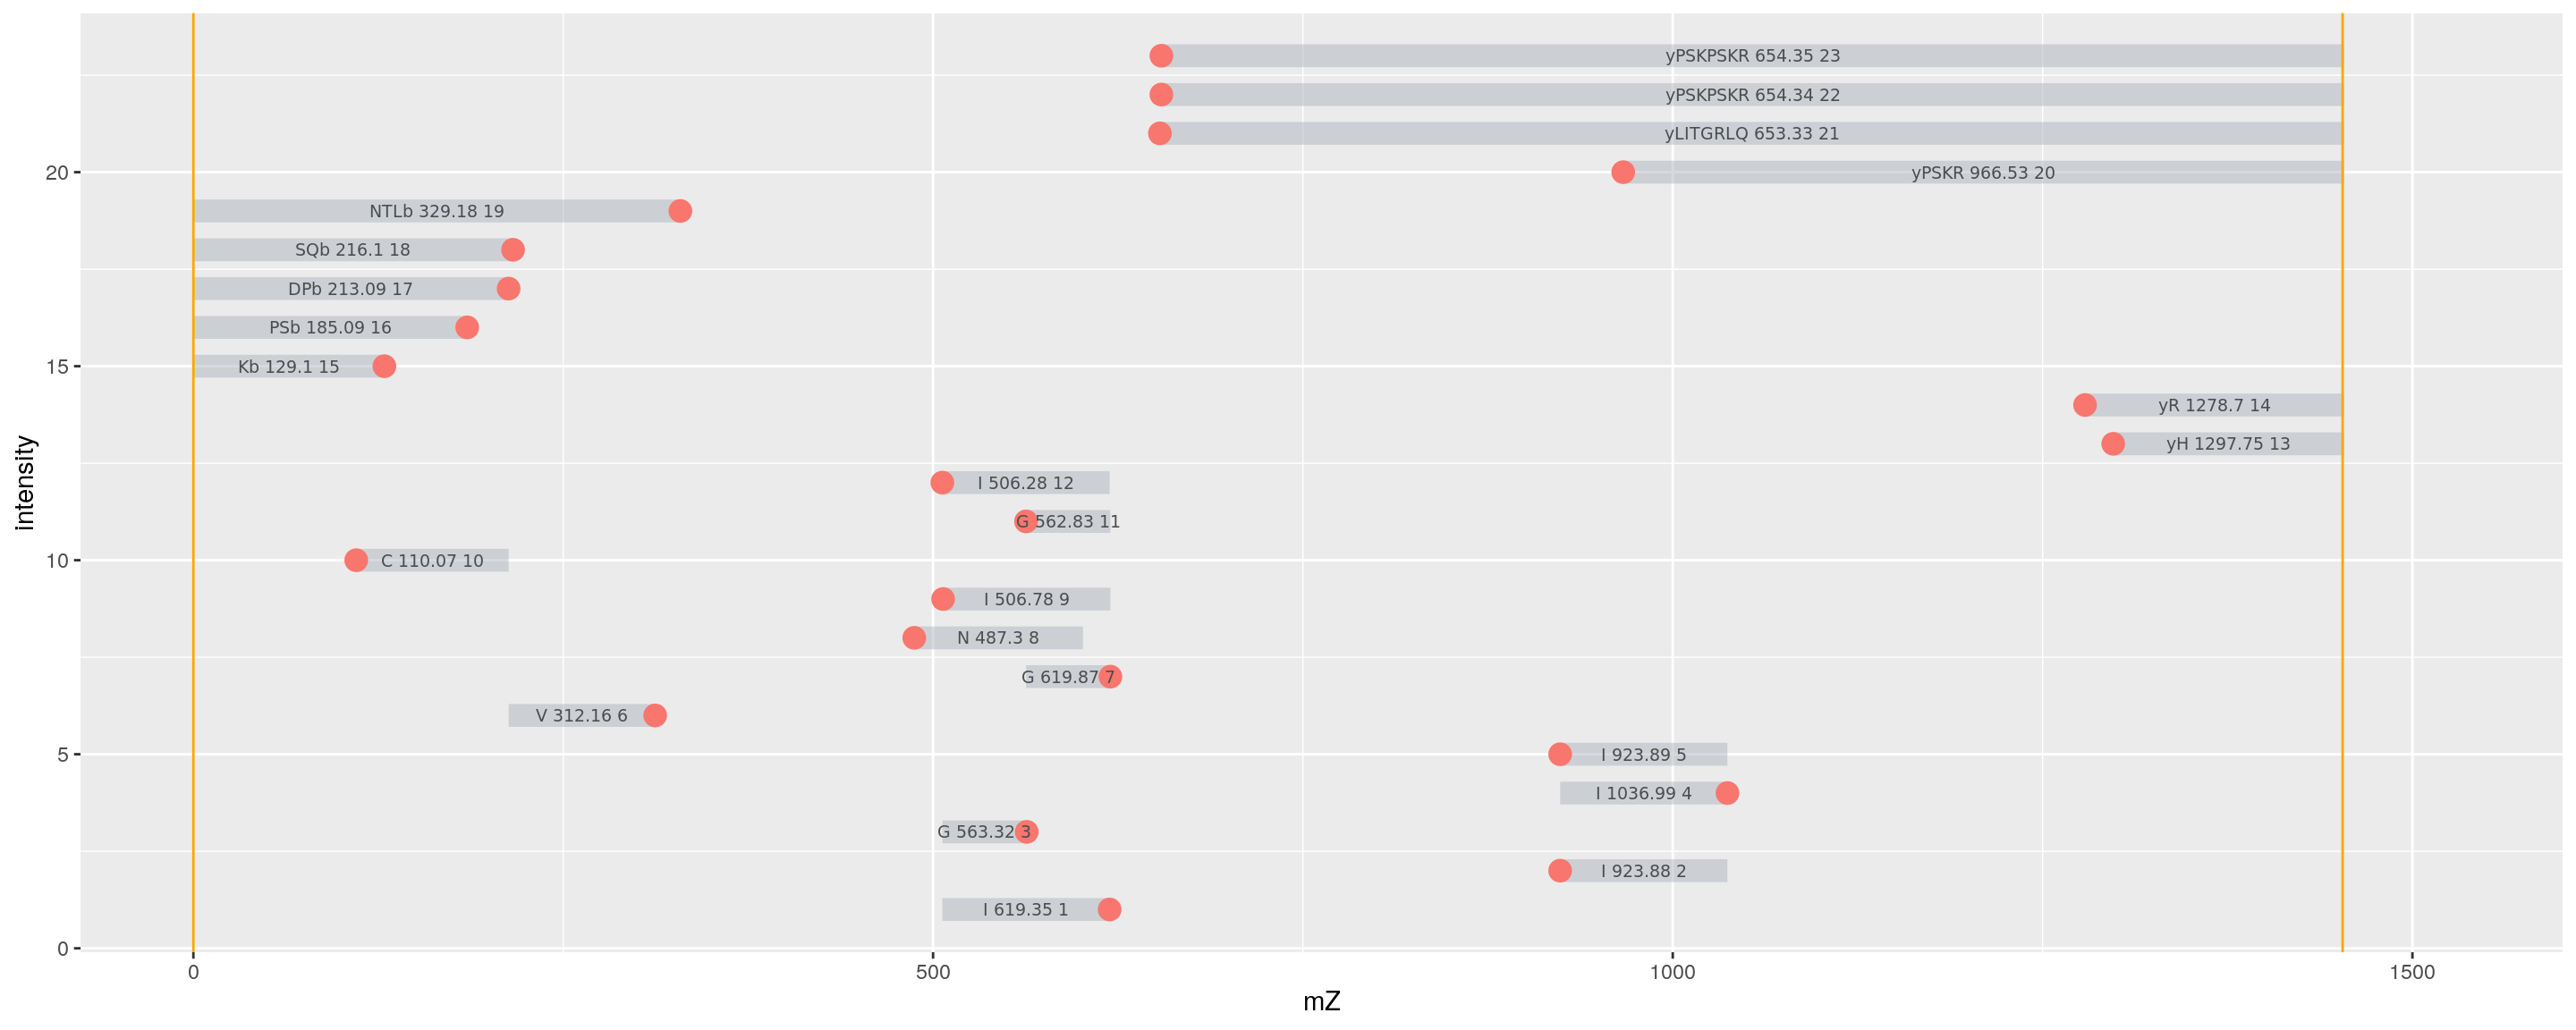 yPSKPSKR 654.35 23
yPSKPSKR 654.34 22
yLITGRLQ 653.33 21
20
yPSKR 966.53 20
NTLb 329.18 19
SQb 216.1 18
DPb 213.09 17
PSb 185.09 16
15
Kb 129.1 15
yR 1278.7 14
yH 1297.75 13
intensity
I 506.28 12
G 562.83 11
10
C 110.07 10
I 506.78 9
N 487.3 8
G 619.87 7
V 312.16 6
5
I 923.89 5
I 1036.99 4
G 563.32 3
I 923.88 2
I 619.35 1
0
0
500
1000
1500
mZ